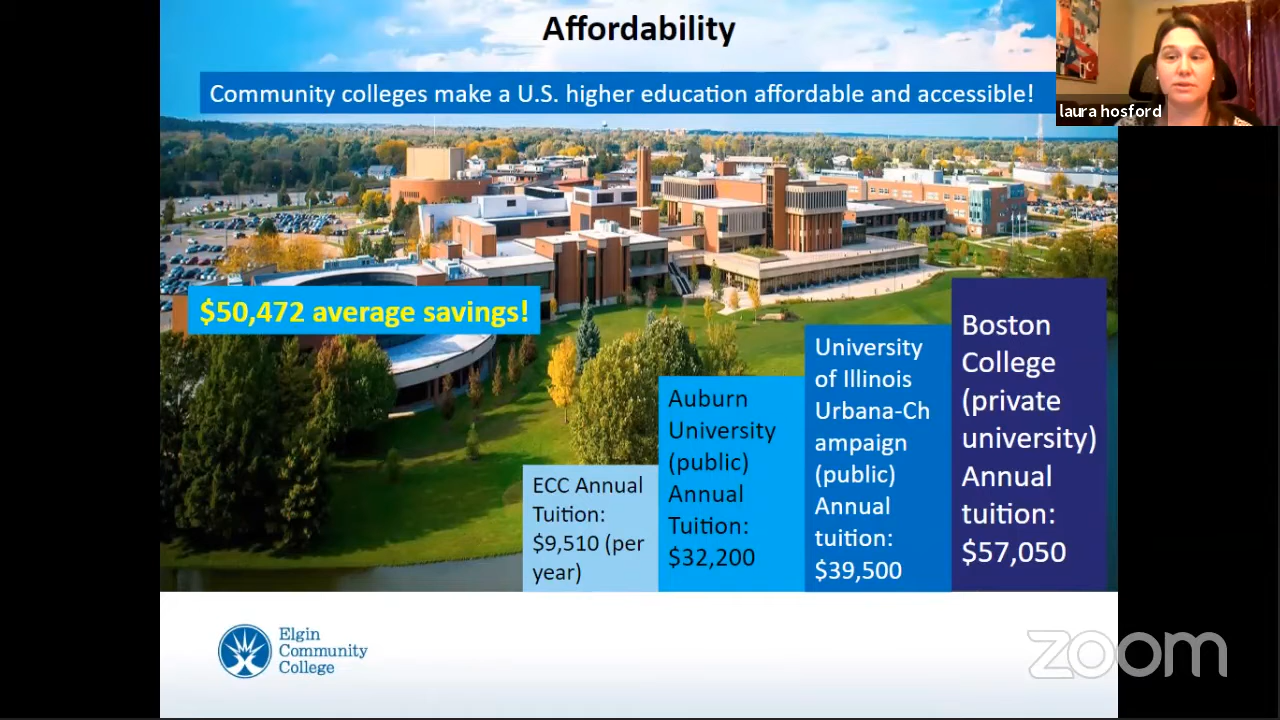 Affordability
Community colleges make a U.S. higher education affordable and accessible!
laura hosford
$50,472 average savings!
ECC Annual
Tuition:
$9,510 (per
year)
Auburn
University
(public)
Annual
Tuition:
$32,200
University
of Illinois
Urbana-Ch
ampaign
(public)
Annual
tuition:
$39,500
Boston
College
(private
university)
Annual
tuition:
$57,050
Elgin
Community
College
zoom